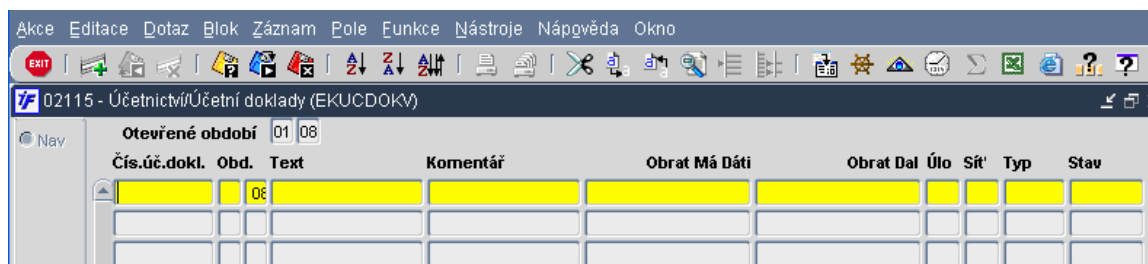 Akce Editace Dotaz Blok Záznam Pole Funkce Nástroje Nápověda Okno
EXIT
02115 - Účetnictví/Účetní doklady (EKUCDOKV)
Nav Otevřené období 01 08
Čís.úč.dokl. Obd. Text Komentář Obrat Má Dáti Obrat Dal Úlo Síť Typ Stav
08